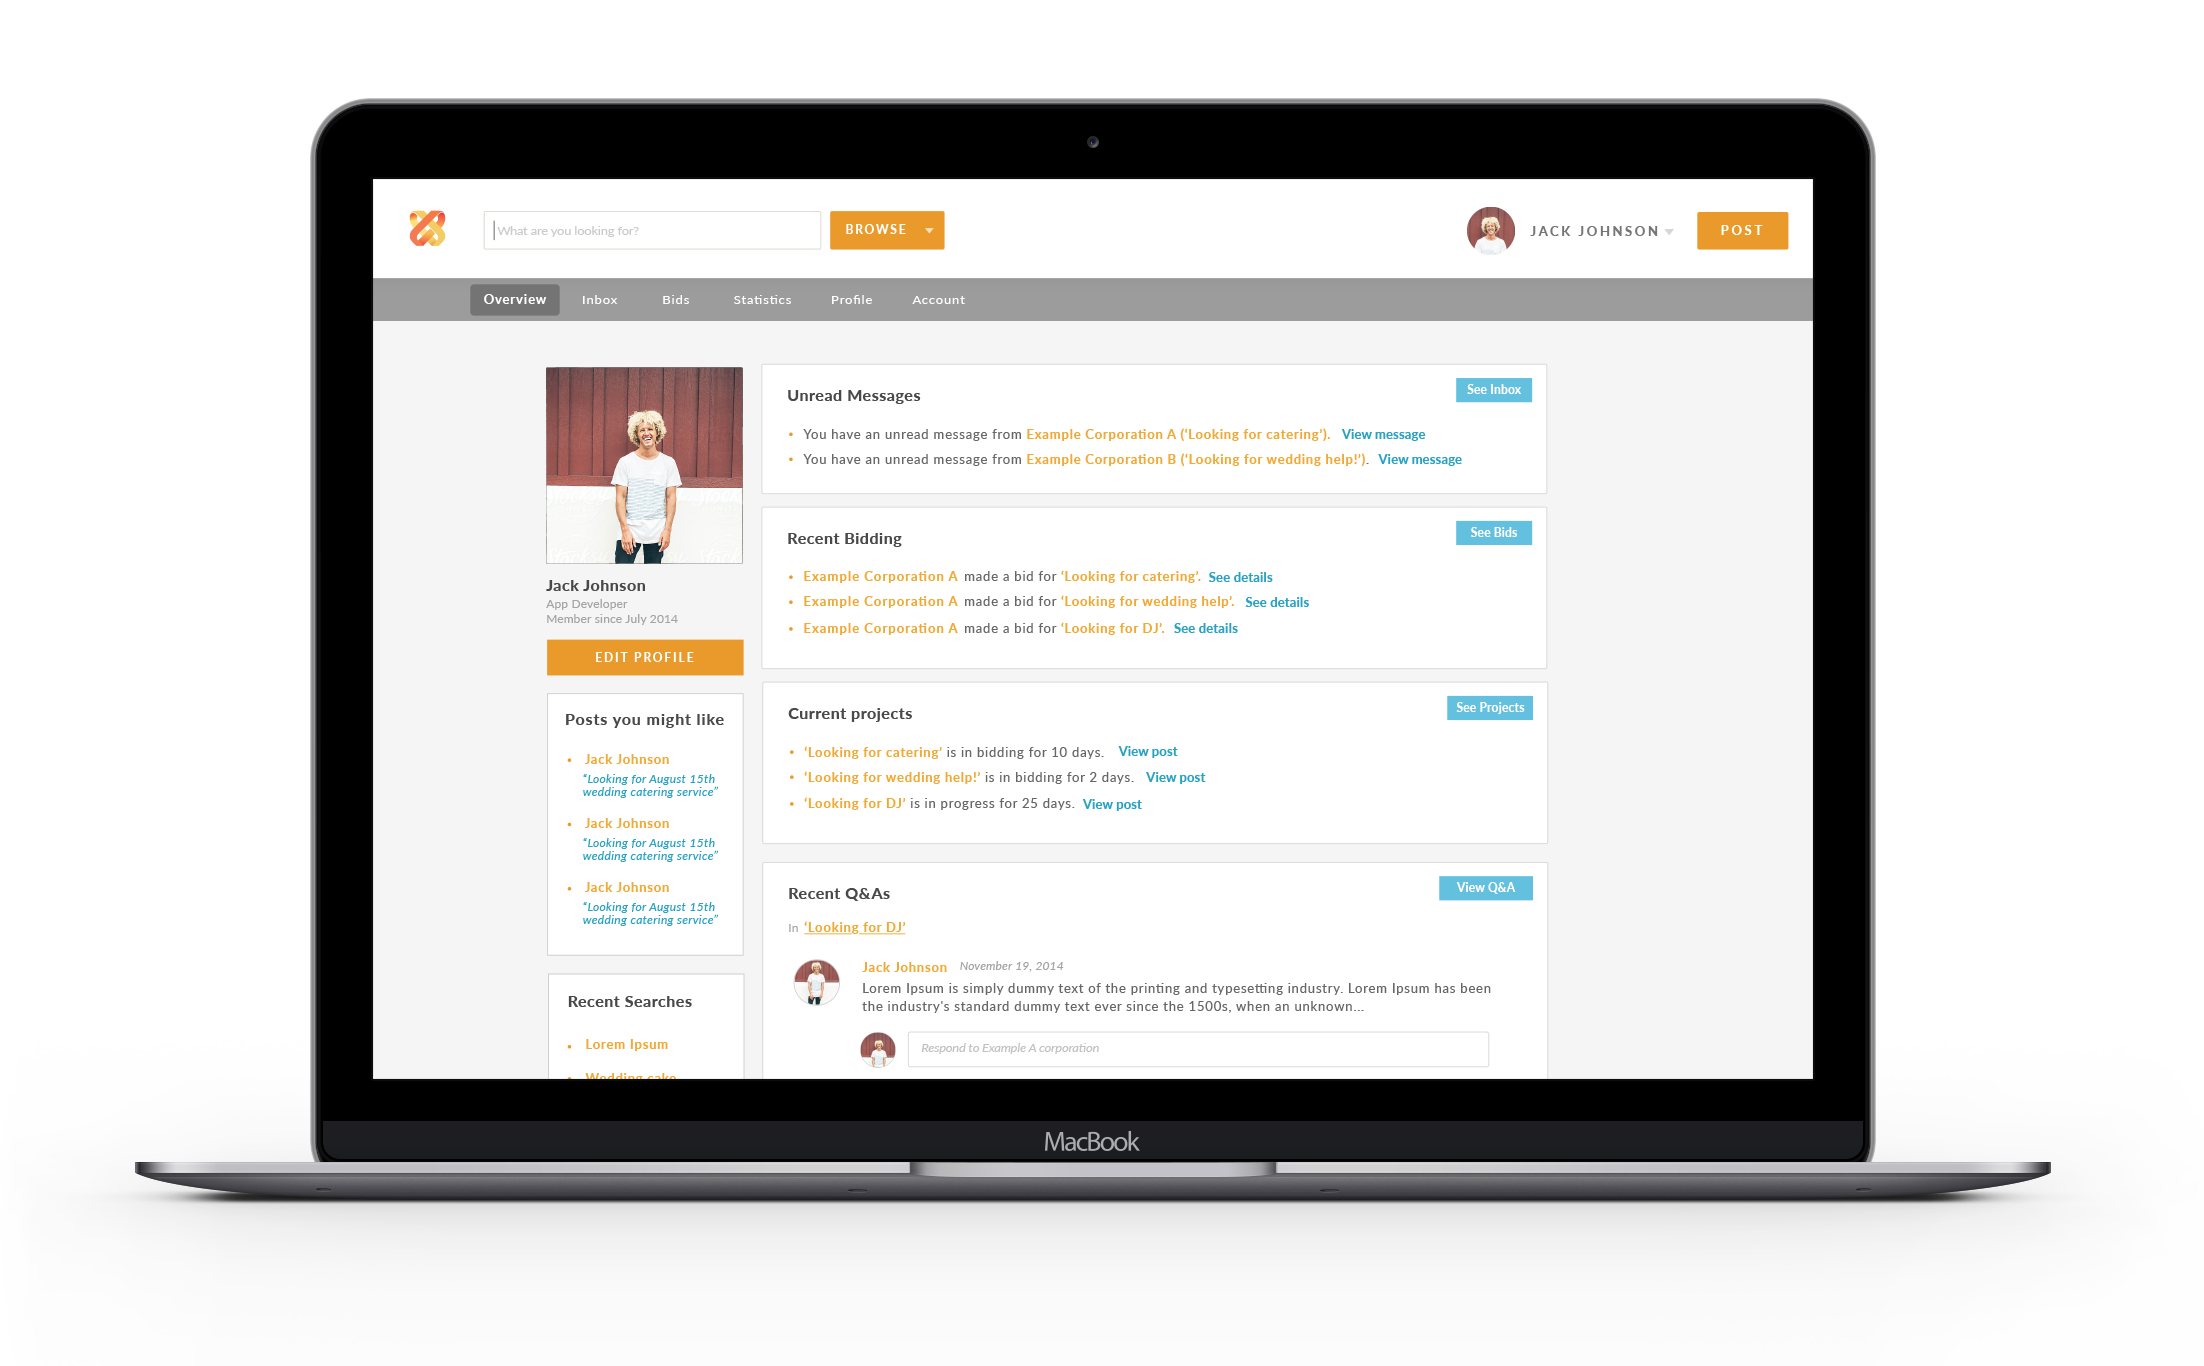 What are you looking for?
BROWSE
JACK JOHNSON
POST
Overview
Inbox
Bids
Statistics
Profile
Account
Jack Johnson
App Developer
Member since July 2014
EDIT PROFILE
Posts you might like
• Jack Johnson
“Looking for August 15th
wedding catering service”
• Jack Johnson
“Looking for August 15th
wedding catering service”
• Jack Johnson
“Looking for August 15th
wedding catering service”
Recent Searches
• Lorem Ipsum
• Wedding cake
Unread Messages
See Inbox
• You have an unread message from Example Corporation A (‘Looking for catering’). View message
• You have an unread message from Example Corporation B (‘Looking for wedding help!’). View message
Recent Bidding
See Bids
• Example Corporation A made a bid for ‘Looking for catering’. See details
• Example Corporation A made a bid for ‘Looking for wedding help’. See details
• Example Corporation A made a bid for ‘Looking for DJ’. See details
Current projects
See Projects
• ‘Looking for catering’ is in bidding for 10 days. View post
• ‘Looking for wedding help!’ is in bidding for 2 days. View post
• ‘Looking for DJ’ is in progress for 25 days. View post
Recent Q&As
View Q&A
In ‘Looking for DJ’
Jack Johnson November 19, 2014
Lorem Ipsum is simply dummy text of the printing and typesetting industry. Lorem Ipsum has been
the industry's standard dummy text ever since the 1500s, when an unknown...
Respond to Example A corporation
MacBook